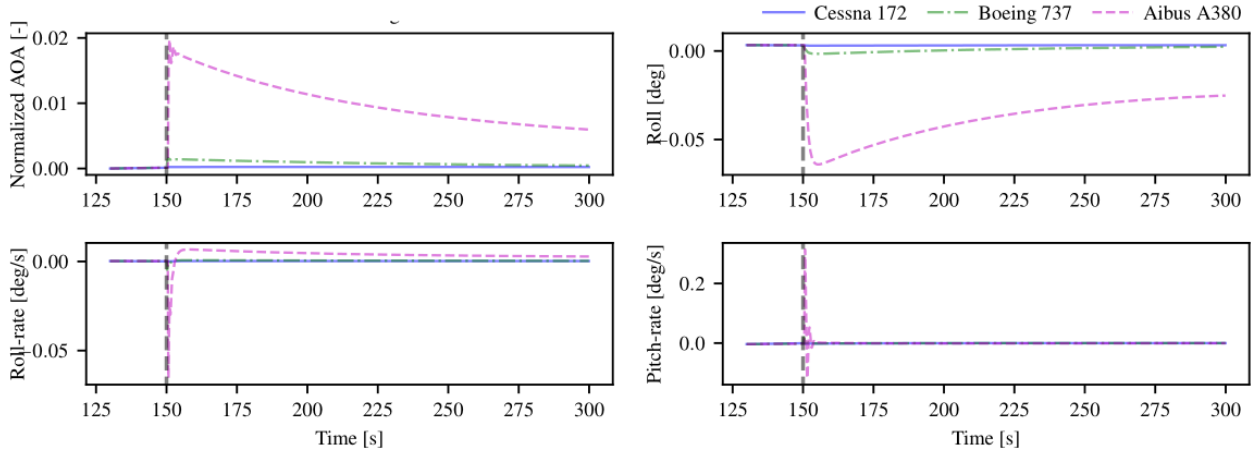 Cessna 172 Boeing 737 Aibus A380
Normalized AOA [-]
0.02
0.01
0.00
125 150 175 200 225 250 275 300
Roll [deg]
0.00
−0.05
125 150 175 200 225 250 275 300
Roll-rate [deg/s]
0.00
−0.05
125 150 175 200 225 250 275 300
Time [s]
Pitch-rate [deg/s]
0.2
0.0
125 150 175 200 225 250 275 300
Time [s]